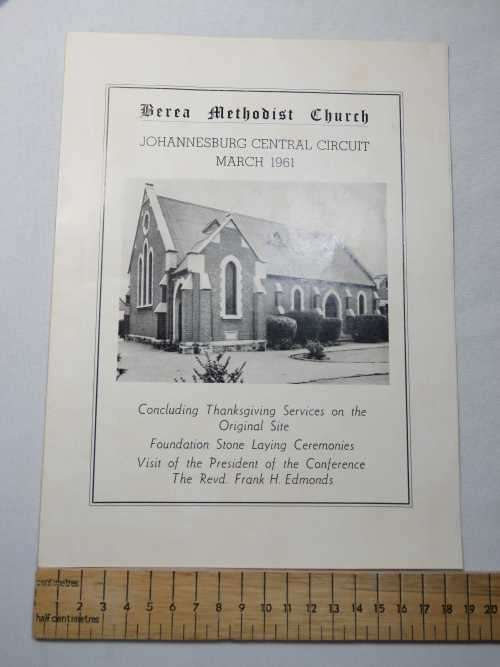 Berea Methodist Church
JOHANNESBURG CENTRAL CIRCUIT
MARCH 1961
Concluding Thanksgiving Services on the
Original Site
Foundation Stone Laying Ceremonies
Visit of the President of the Conference
The Revd. Frank H. Edmonds
centimetres
1 2 3 4 5 6 7 8 9 10 11 12 13 14 15 16 17 18 19 20
half centimetres